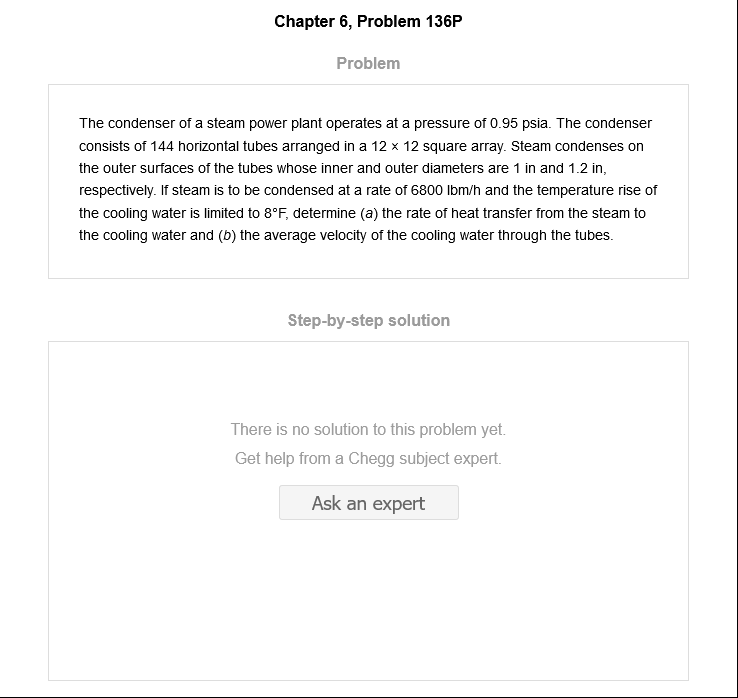 Chapter 6, Problem 136P
Problem
The condenser of a steam power plant operates at a pressure of 0.95 psia. The condenser
consists of 144 horizontal tubes arranged in a 12 × 12 square array. Steam condenses on
the outer surfaces of the tubes whose inner and outer diameters are 1 in and 1.2 in,
respectively. If steam is to be condensed at a rate of 6800 lbm/h and the temperature rise of
the cooling water is limited to 8°F, determine (a) the rate of heat transfer from the steam to
the cooling water and (b) the average velocity of the cooling water through the tubes.
Step-by-step solution
There is no solution to this problem yet.
Get help from a Chegg subject expert.
Ask an expert